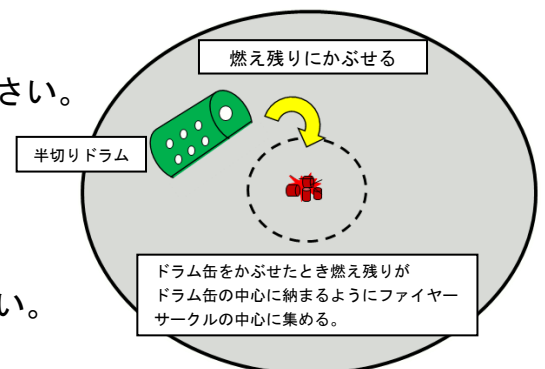 燃え残りにかぶせる
さい。
半切りドラム
ドラム缶をかぶせたとき燃え残りが
ドラム缶の中心に納まるようにファイヤー
サークルの中心に集める。
い。